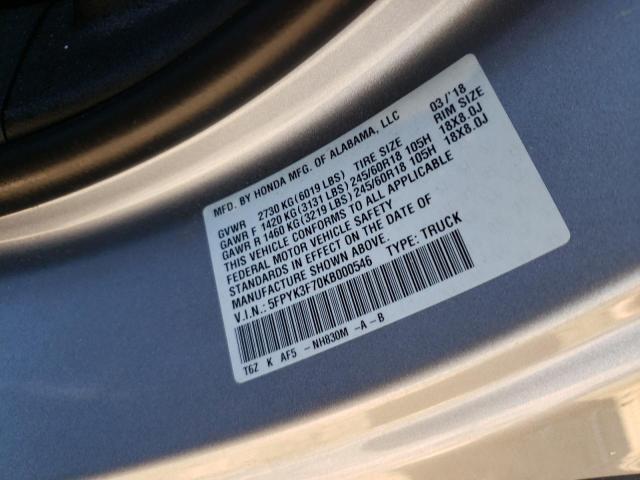 MFD. BY HONDA MFG. OF ALABAMA, LLC 03/'18
GVWR 2730 KG(6019 LBS) TIRE SIZE RIM SIZE
GAWR F 1420 KG(3131 LBS)245/60R18 105H 18X8.0J
GAWR R 1460 KG(3219 LBS)245/60R18 105H 18X8.0J
THIS VEHICLE CONFORMS TO ALL APPLICABLE
FEDERAL MOTOR VEHICLE SAFETY
STANDARDS IN EFFECT ON THE DATE OF
MANUFACTURE SHOWN ABOVE.
V.I.N.: 5FPYK3F70KB000546 TYPE: TRUCK
T6Z K AF5 -NH830M -A-B